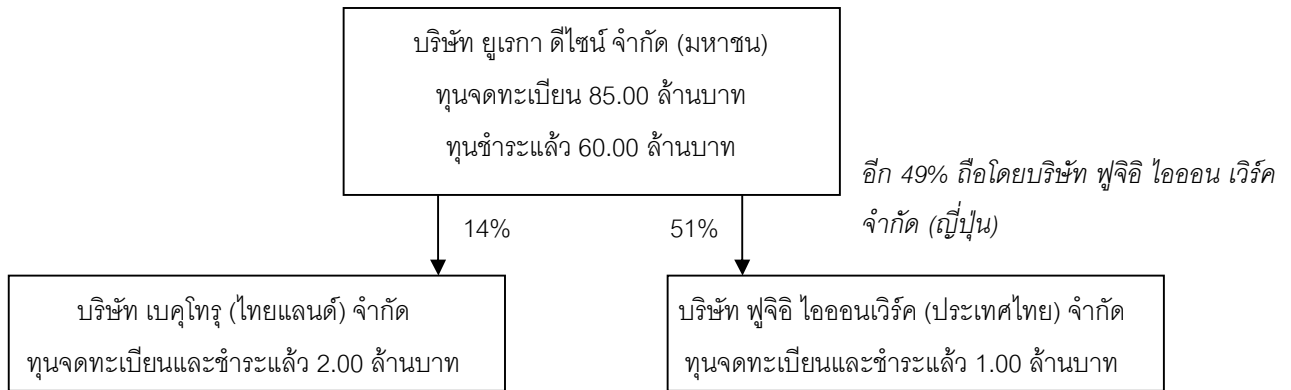 บริษัท ยูเรกา ดีไซน์ จำกัด (มหาชน)
ทุนจดทะเบียน 85.00 ล้านบาท
ทุนชำระแล้ว 60.00 ล้านบาท
อีก 49% ถือโดยบริษัท ฟูจิอิ ไอออน เวิร์ค
จำกัด (ญี่ปุ่น)
14%
51%
บริษัท เบคุโทรุ (ไทยแลนด์) จำกัด
ทุนจดทะเบียนและชำระแล้ว 2.00 ล้านบาท
บริษัท ฟูจิอิ ไอออนเวิร์ค (ประเทศไทย) จำกัด
ทุนจดทะเบียนและชำระแล้ว 1.00 ล้านบาท